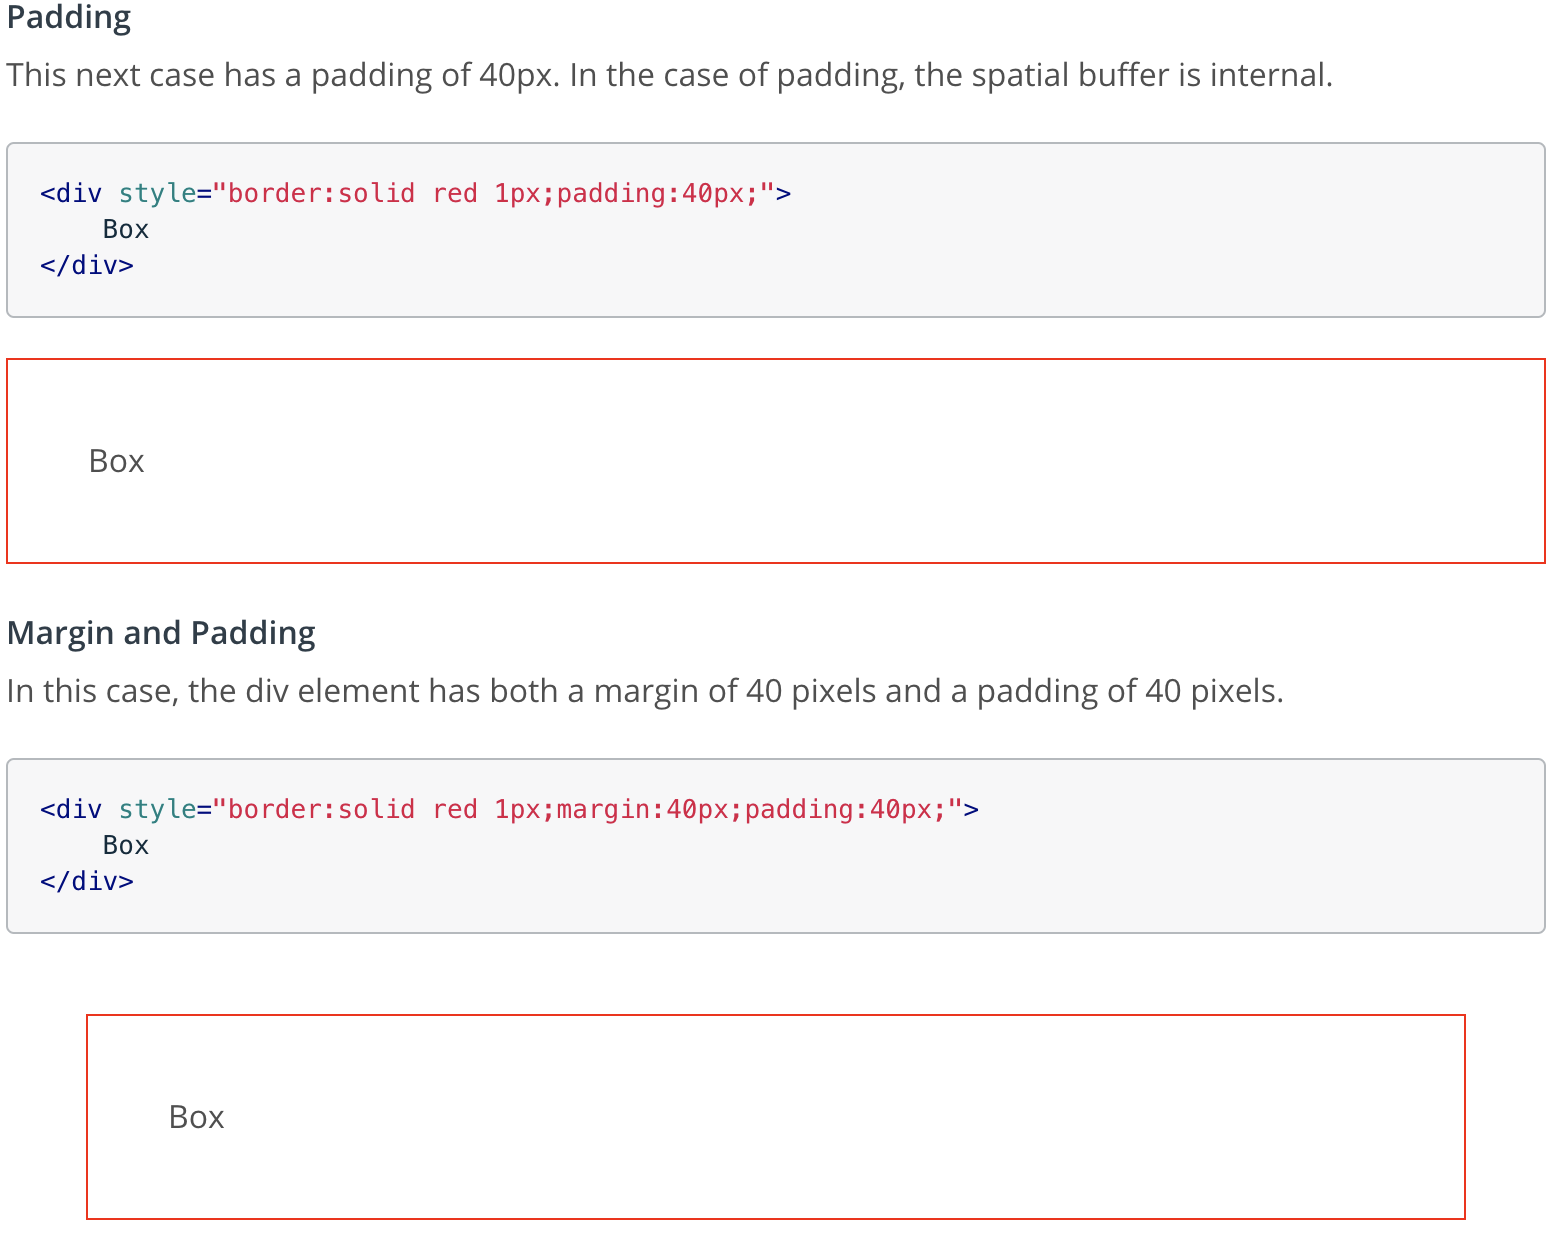 Padding
This next case has a padding of 40px. In the case of padding, the spatial buffer is internal.
<div style="border:solid red 1px;padding:40px;">
    Box
</div>
Box
Margin and Padding
In this case, the div element has both a margin of 40 pixels and a padding of 40 pixels.
<div style="border:solid red 1px;margin:40px;padding:40px;">
    Box
</div>
Box